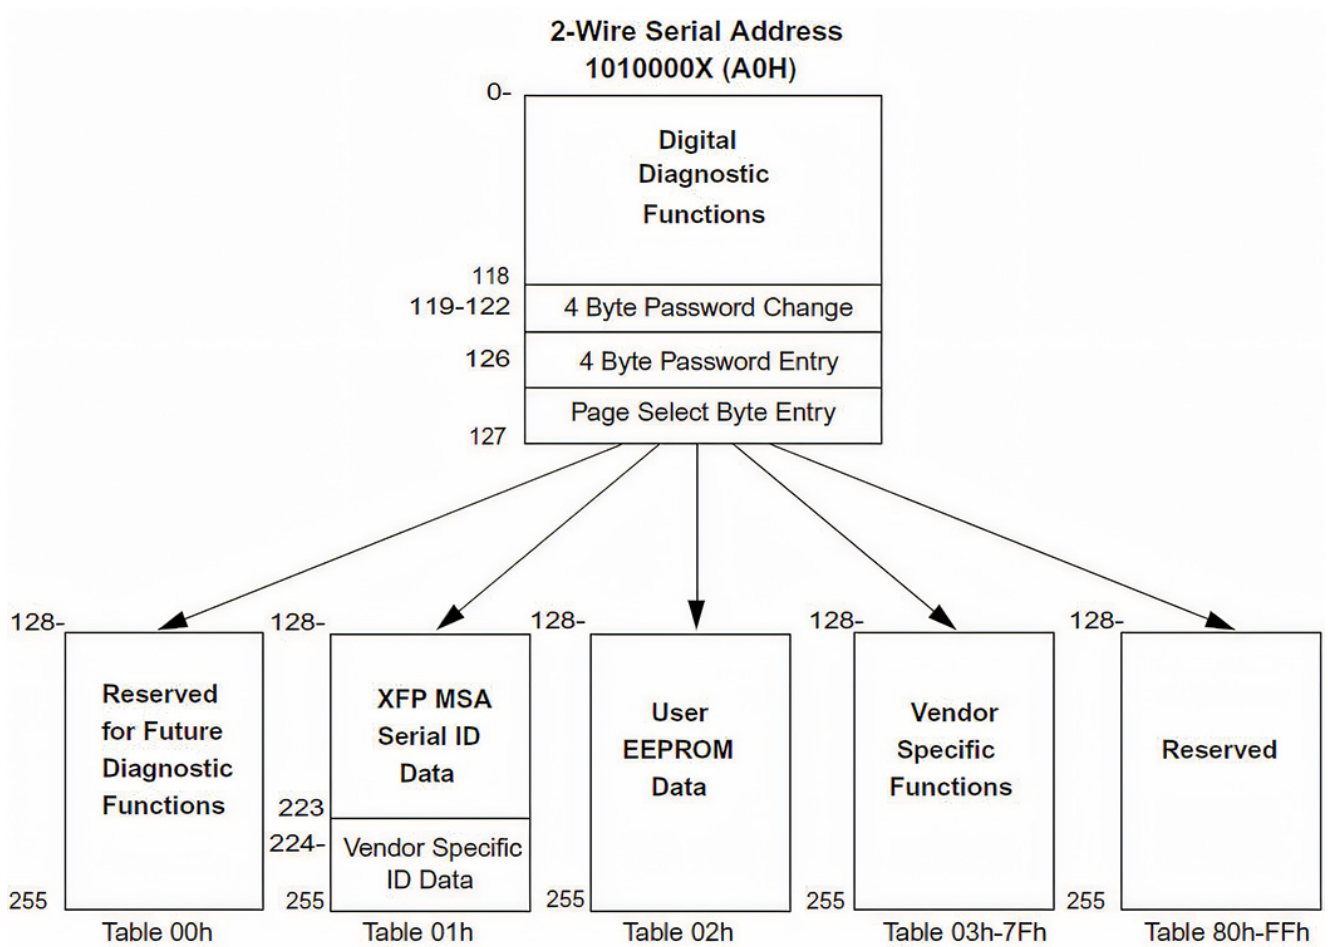 2-Wire Serial Address
1010000X (A0H)
0-
Digital
Diagnostic
Functions
118
119-122
4 Byte Password Change
126
4 Byte Password Entry
Page Select Byte Entry
127
128-
Reserved
for Future
Diagnostic
Functions
255
Table 00h
128-
XFP MSA
Serial ID
Data
223
224-
Vendor Specific
ID Data
255
Table 01h
128-
User
EEPROM
Data
255
Table 02h
128-
Vendor
Specific
Functions
255
Table 03h-7Fh
128-
Reserved
255
Table 80h-FFh